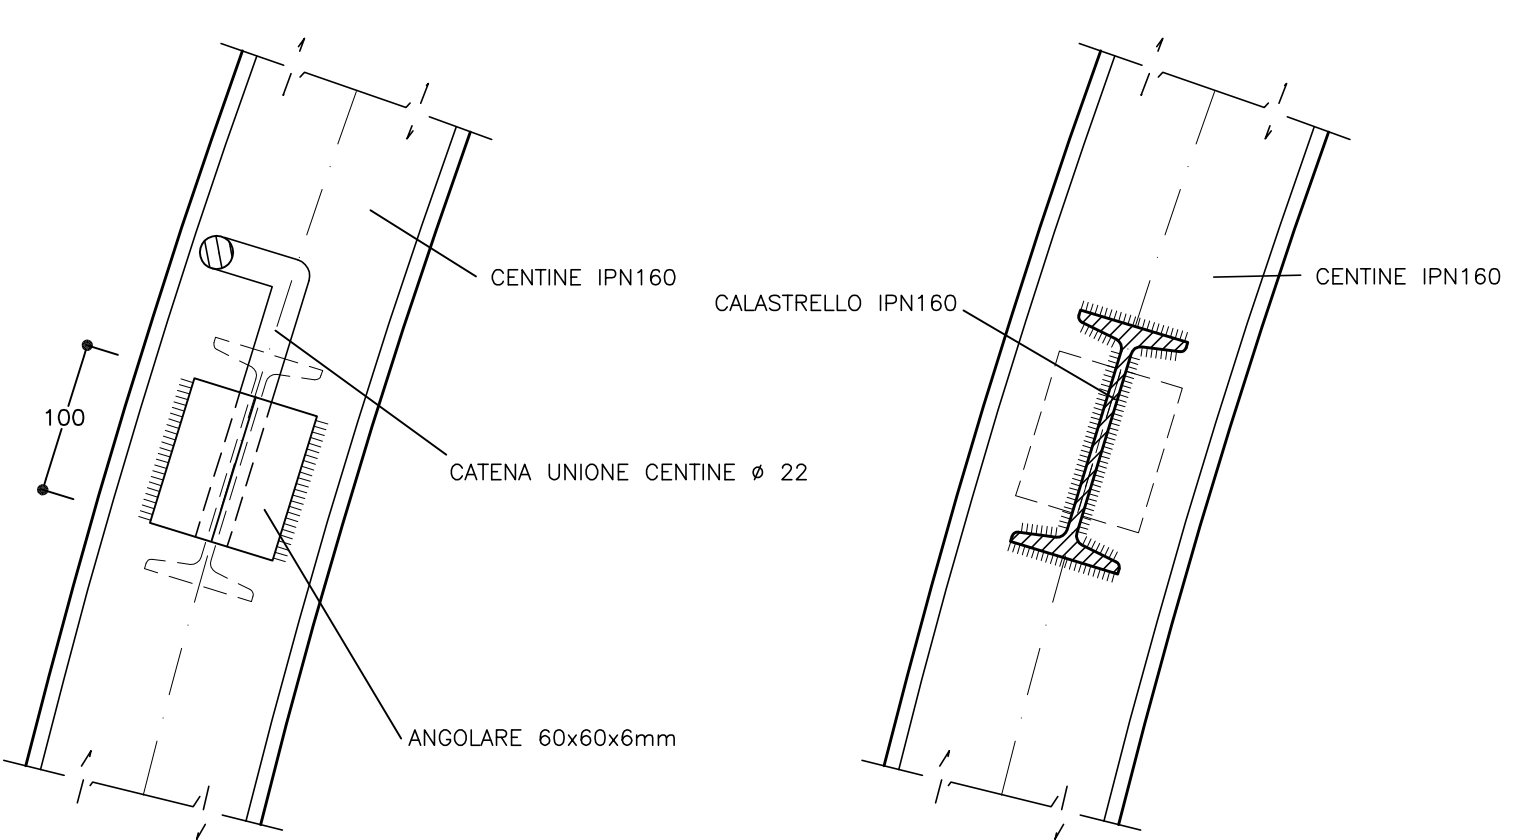 CENTINE IPN160
CENTINE IPN160
CALASTRELLO IPN160
100
CATENA UNIONE CENTINE ø 22
ANGOLARE 60x60x6mm